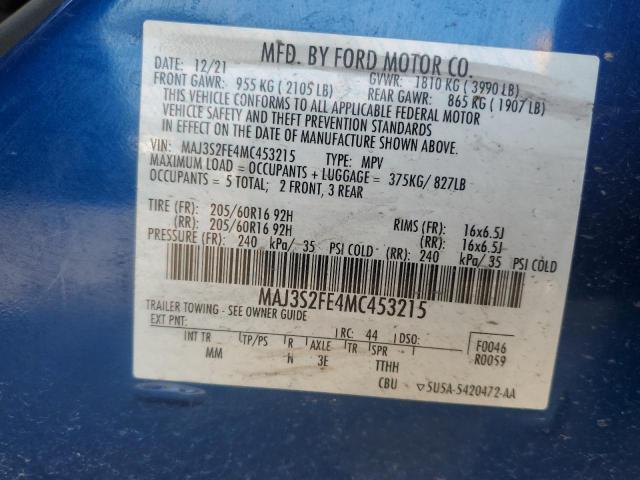 MFD. BY FORD MOTOR CO.
DATE: 12/21 GVWR: 1810 KG ( 3990 LB)
FRONT GAWR: 955 KG ( 2105 LB) REAR GAWR: 865 KG ( 1907 LB)
THIS VEHICLE CONFORMS TO ALL APPLICABLE FEDERAL MOTOR
VEHICLE SAFETY AND THEFT PREVENTION STANDARDS
IN EFFECT ON THE DATE OF MANUFACTURE SHOWN ABOVE.
VIN: MAJ3S2FE4MC453215 TYPE: MPV
MAXIMUM LOAD = OCCUPANTS + LUGGAGE = 375KG/ 827LB
OCCUPANTS = 5 TOTAL; 2 FRONT, 3 REAR
TIRE (FR): 205/60R16 92H RIMS (FR): 16x6.5J
(RR): 205/60R16 92H (RR): 16x6.5J
PRESSURE (FR): 240 kPa/ 35 PSI COLD (RR): 240 kPa/ 35 PSI COLD
MAJ3S2FE4MC453215
TRAILER TOWING - SEE OWNER GUIDE
EXT PNT: RC: 44 DSO: F0046
R0059
INT TR TP/PS R AXLE TR SPR
MM N 3E TTHH
CBU 5U5A-5420472-AA